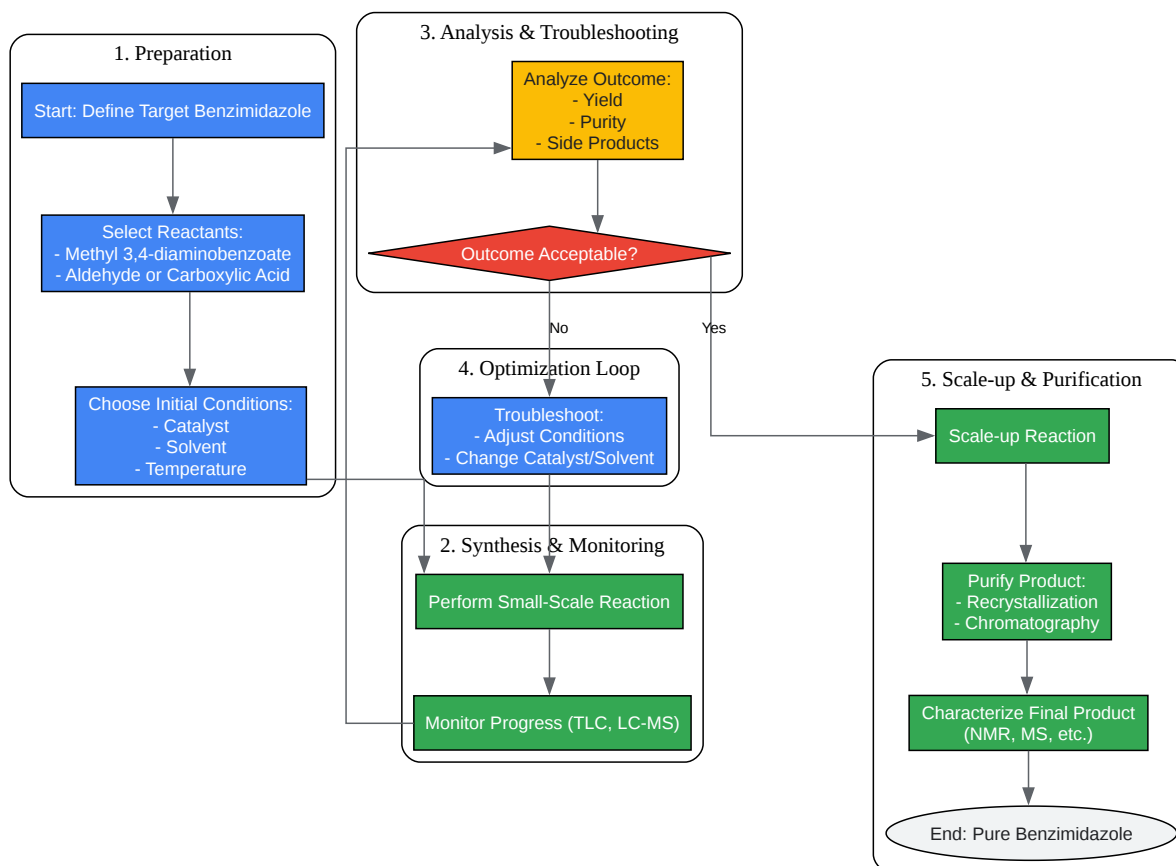 1. Preparation
Start: Define Target Benzimidazole
Select Reactants:
- Methyl 3,4-diaminobenzoate
- Aldehyde or Carboxylic Acid
Choose Initial Conditions:
- Catalyst
- Solvent
- Temperature
3. Analysis & Troubleshooting
Analyze Outcome:
- Yield
- Purity
- Side Products
Outcome Acceptable?
No
Yes
4. Optimization Loop
Troubleshoot:
- Adjust Conditions
- Change Catalyst/Solvent
2. Synthesis & Monitoring
Perform Small-Scale Reaction
Monitor Progress (TLC, LC-MS)
5. Scale-up & Purification
Scale-up Reaction
Purify Product:
- Recrystallization
- Chromatography
Characterize Final Product
(NMR, MS, etc.)
End: Pure Benzimidazole